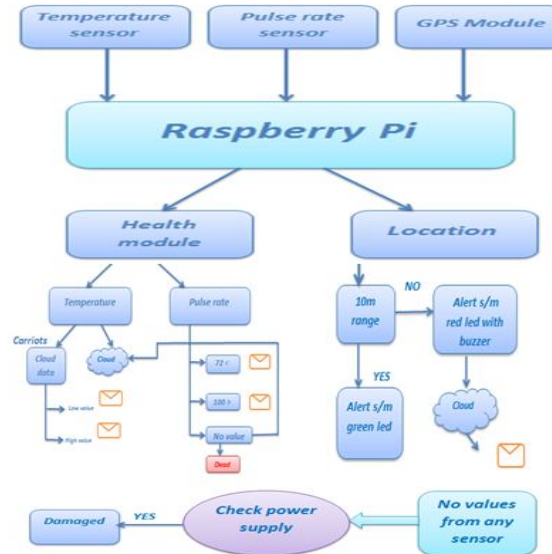 Temperature
sensor
Pulse rate
sensor
GPS Module
Raspberry Pi
Health
module
Location
Temperature
Pulse rate
10m
range
NO
Alert s/m
red led with
buzzer
Carriots
Cloud
data
Cloud
72 <
Low value
100 >
YES
Alert s/m
green led
Cloud
High value
No value
Dead
Damaged
YES
Check power
supply
No values
from any
sensor